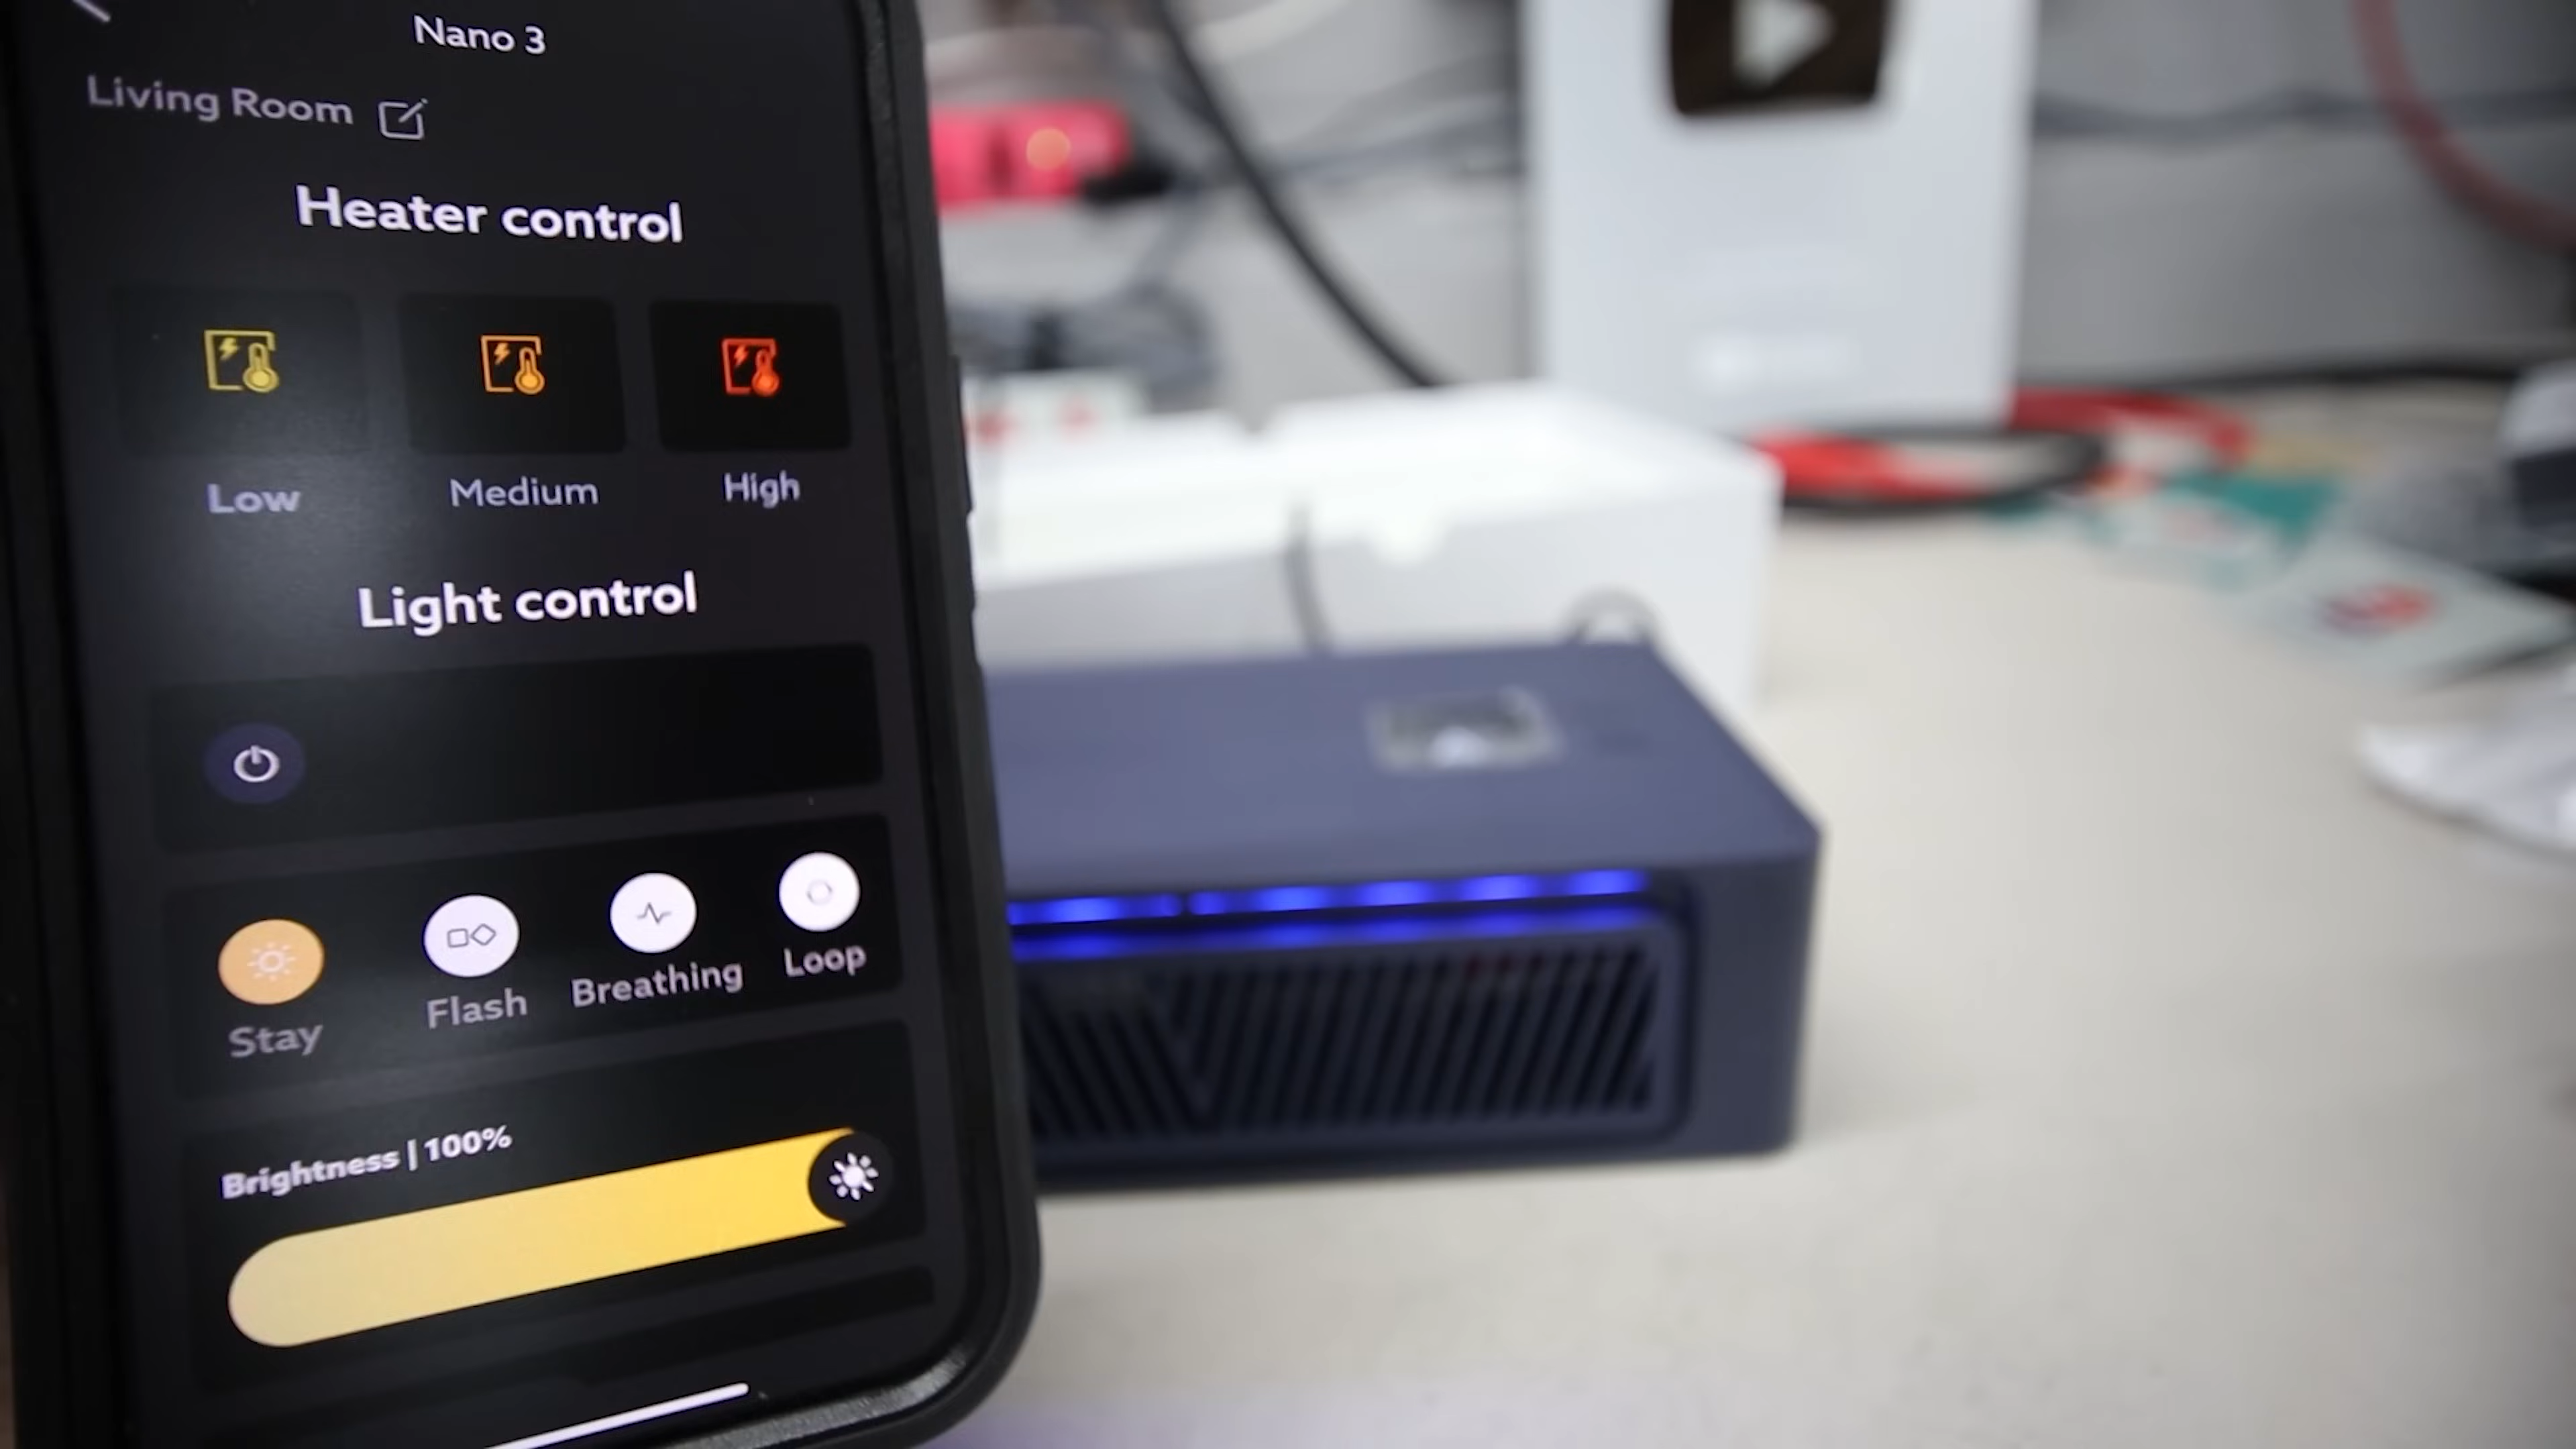 Nano 3
Living Room
Heater control
Low Medium High
Light control
Stay Flash Breathing Loop
Brightness | 100%